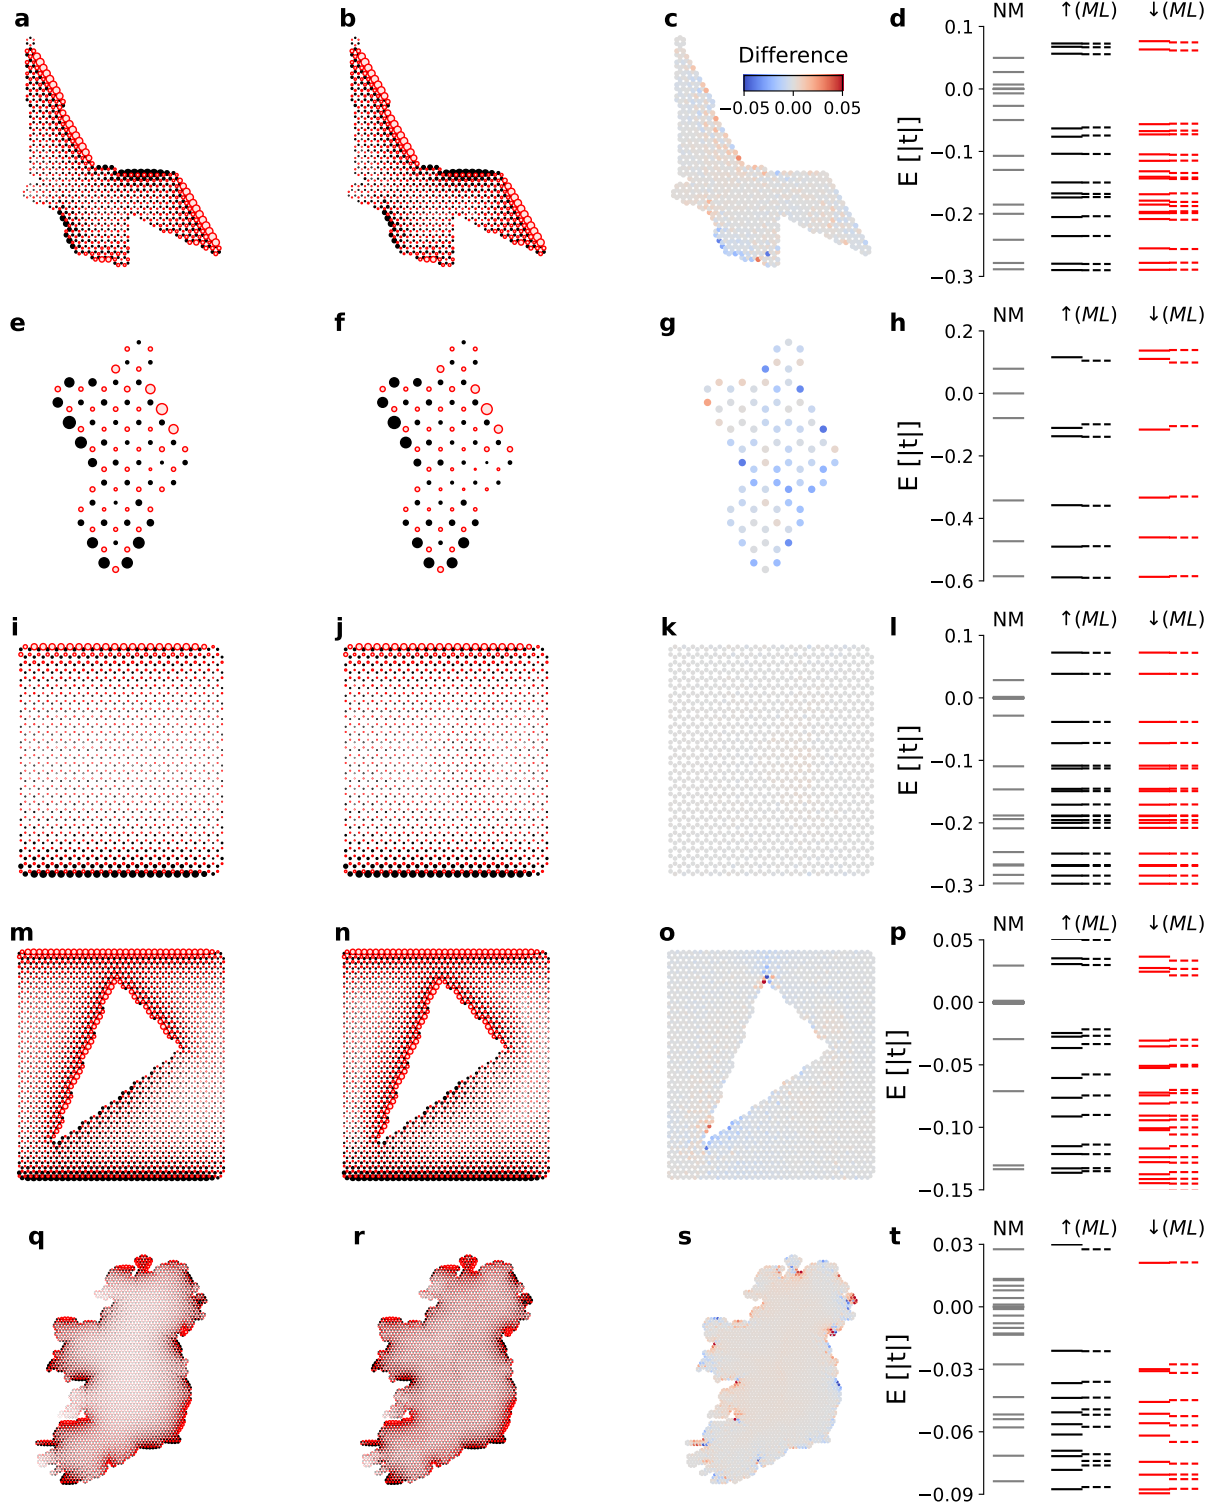 a
b
c
d
NM
↑(ML)
↓(ML)
Difference
−0.05 0.00 0.05
0.1
0.0
−0.1
−0.2
−0.3
E [|t|]
e
f
g
h
NM
↑(ML)
↓(ML)
0.2
0.0
−0.2
−0.4
−0.6
E [|t|]
i
j
k
l
NM
↑(ML)
↓(ML)
0.1
0.0
−0.1
−0.2
−0.3
E [|t|]
m
n
o
p
NM
↑(ML)
↓(ML)
0.05
0.00
−0.05
−0.10
−0.15
E [|t|]
q
r
s
t
NM
↑(ML)
↓(ML)
0.03
0.00
−0.03
−0.06
−0.09
E [|t|]